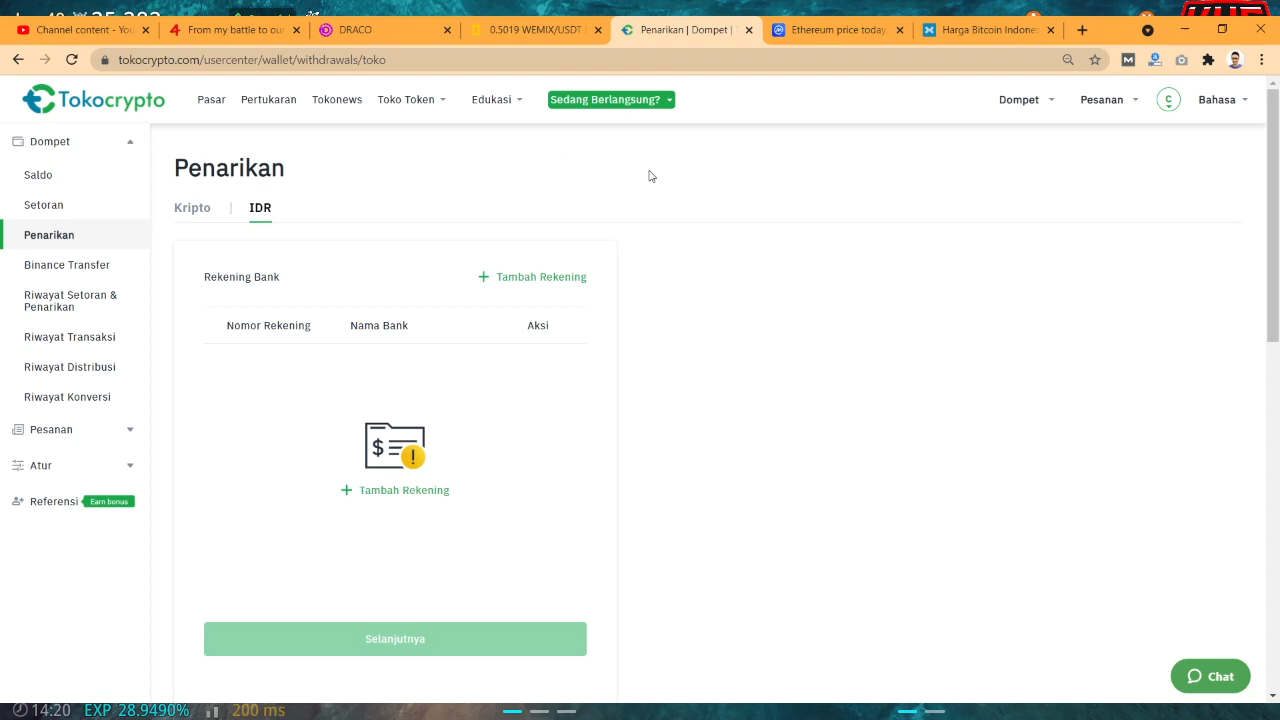 Channel content - You
From my battle to our
DRACO
0.5019 WEMIX/USDT
Penarikan | Dompet |
Ethereum price today,
Harga Bitcoin Indones
tokocrypto.com/usercenter/wallet/withdrawals/toko
Tokocrypto
Pasar
Pertukaran
Tokonews
Toko Token
Edukasi
Sedang Berlangsung?
Dompet
Pesanan
Bahasa
Dompet
Saldo
Setoran
Penarikan
Binance Transfer
Riwayat Setoran &
Penarikan
Riwayat Transaksi
Riwayat Distribusi
Riwayat Konversi
Pesanan
Atur
Referensi
Earn bonus
Penarikan
Kripto | IDR
Rekening Bank
+ Tambah Rekening
Nomor Rekening
Nama Bank
Aksi
+ Tambah Rekening
Selanjutnya
Chat
14:20
EXP 28.9490%
200 ms